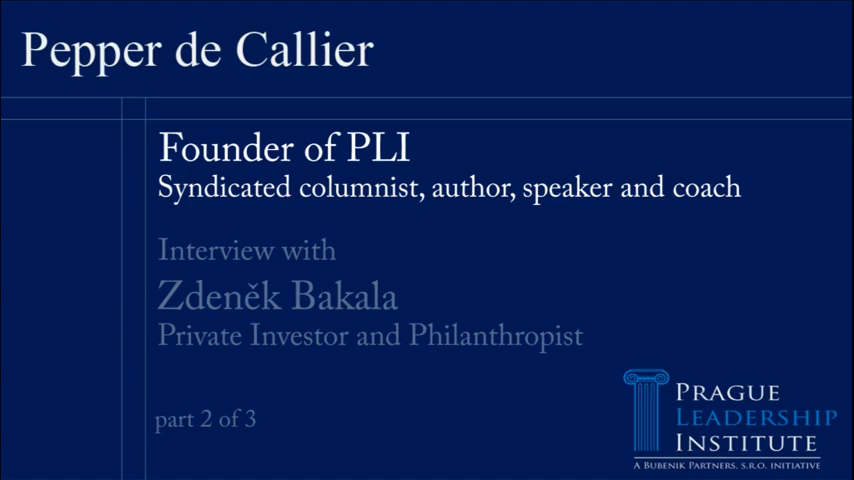 Pepper de Callier
Founder of PLI
Syndicated columnist, author, speaker and coach
Interview with
Zdeněk Bakala
Private Investor and Philanthropist
part 2 of 3
PRAGUE
LEADERSHIP
INSTITUTE
A BUBENIK PARTNERS, S.R.O. INITIATIVE